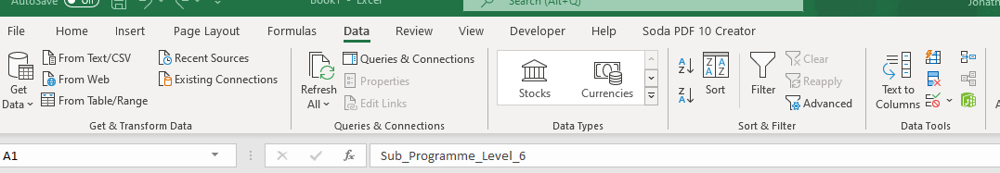 AutoSave Off Book1 - Excel Search (Alt+Q)
File Home Insert Page Layout Formulas Data Review View Developer Help Soda PDF 10 Creator
Get Data
From Text/CSV
From Web
From Table/Range
Recent Sources
Existing Connections
Get & Transform Data
Refresh All
Queries & Connections
Properties
Edit Links
Queries & Connections
Stocks
Currencies
Data Types
Sort
Filter
Clear
Reapply
Advanced
Sort & Filter
Text to Columns
Data Tools
A1
fx
Sub_Programme_Level_6